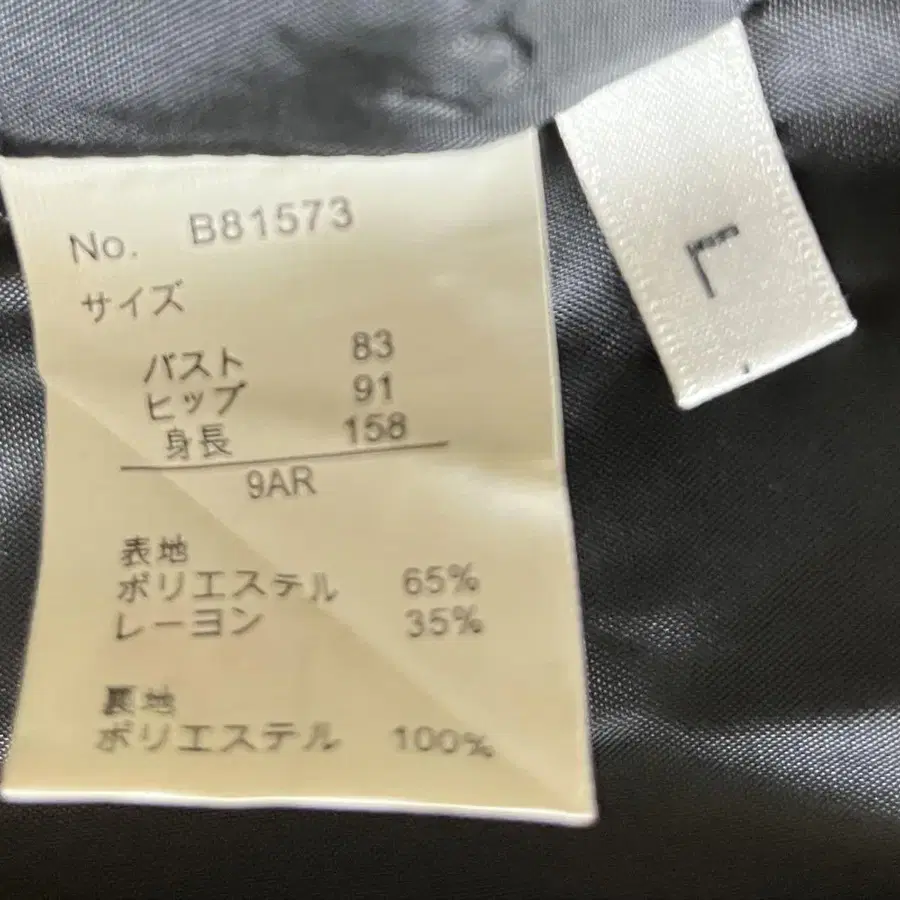 No. B81573
サイズ
バスト 83
ヒップ 91
身長 158
9AR
表地
ポリエステル 65%
レーヨン 35%
裏地
ポリエステル 100%
L